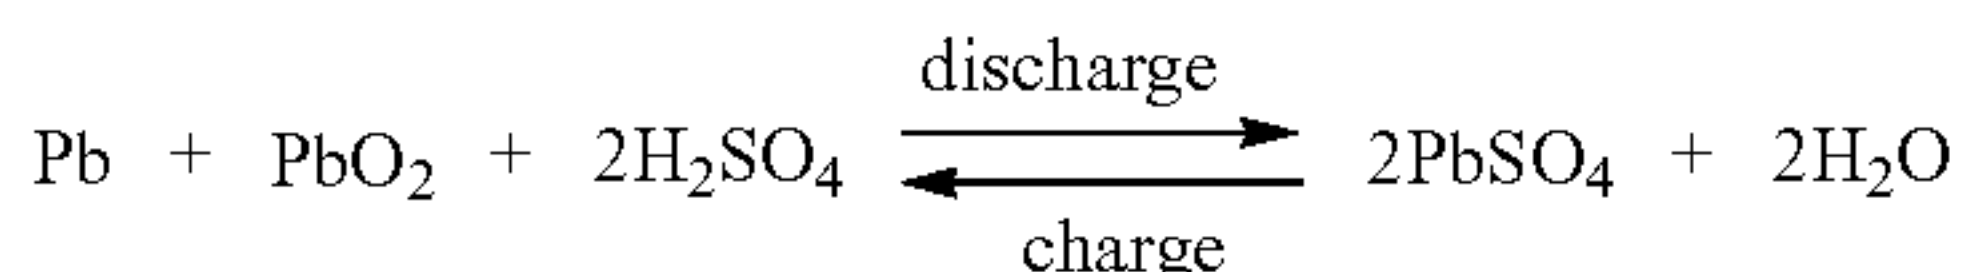 discharge
Pb + PbO₂ + 2H₂SO₄ ⇄ 2PbSO₄ + 2H₂O
charge